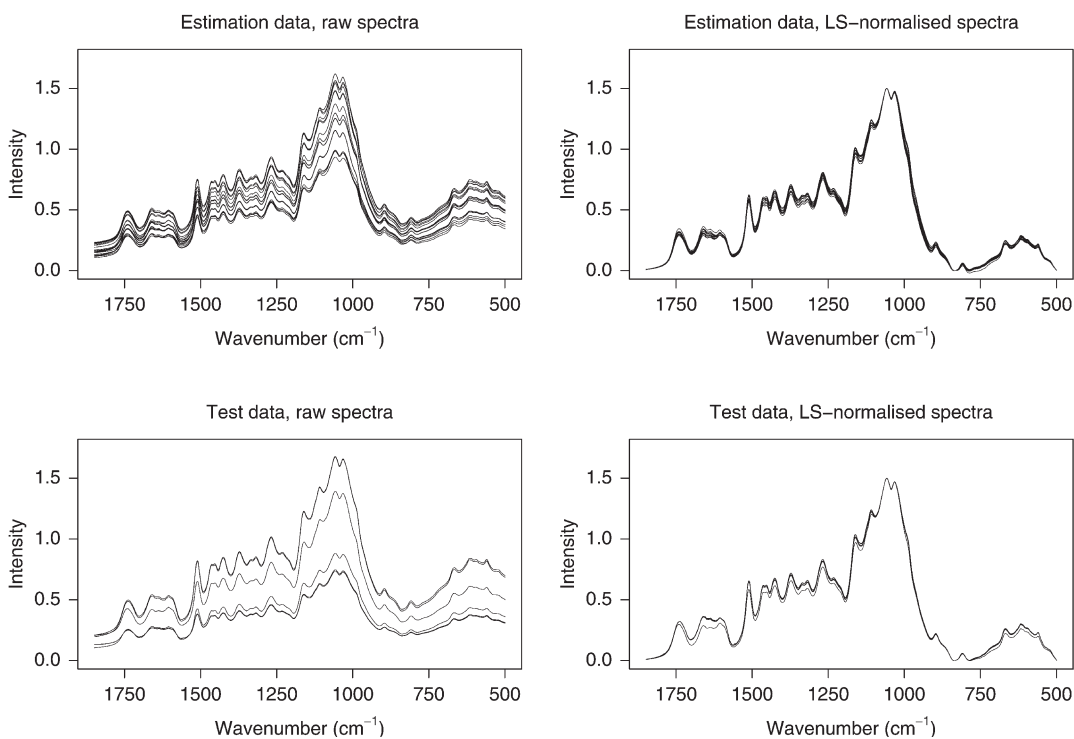 Estimation data, raw spectra
Intensity
1.5
1.0
0.5
0.0
1750 1500 1250 1000 750 500
Wavenumber (cm⁻¹)
Estimation data, LS−normalised spectra
Intensity
1.5
1.0
0.5
0.0
1750 1500 1250 1000 750 500
Wavenumber (cm⁻¹)
Test data, raw spectra
Intensity
1.5
1.0
0.5
0.0
1750 1500 1250 1000 750 500
Wavenumber (cm⁻¹)
Test data, LS−normalised spectra
Intensity
1.5
1.0
0.5
0.0
1750 1500 1250 1000 750 500
Wavenumber (cm⁻¹)